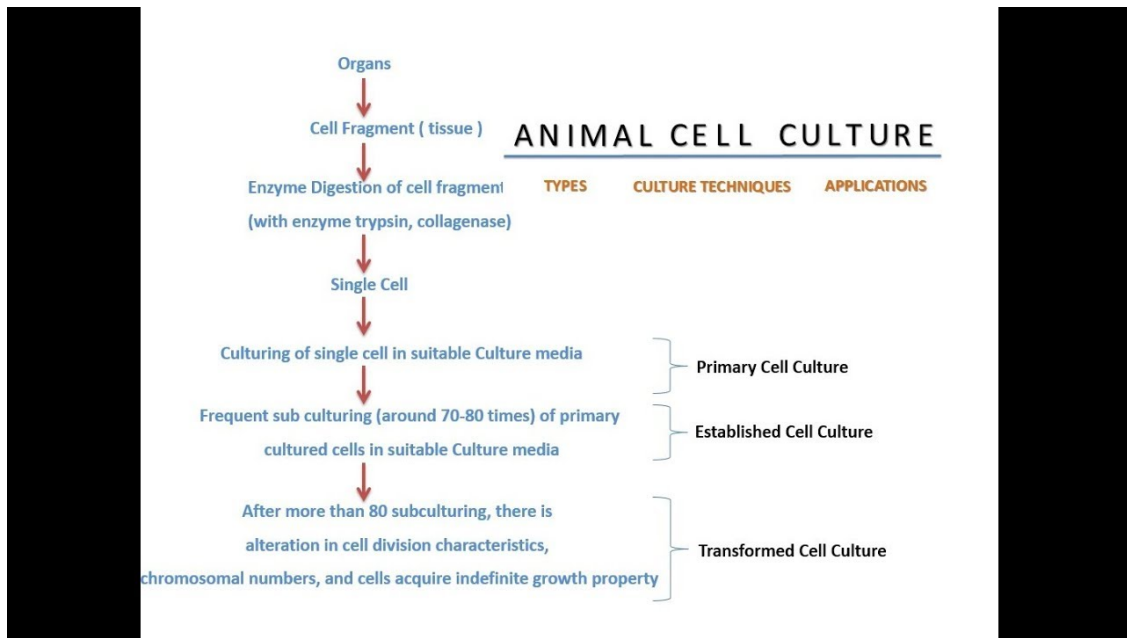 Organs
Cell Fragment ( tissue )
ANIMAL CELL CULTURE
Enzyme Digestion of cell fragment
TYPES CULTURE TECHNIQUES APPLICATIONS
(with enzyme trypsin, collagenase)
Single Cell
Culturing of single cell in suitable Culture media
Primary Cell Culture
Frequent sub culturing (around 70-80 times) of primary
cultured cells in suitable Culture media
Established Cell Culture
After more than 80 subculturing, there is
alteration in cell division characteristics,
chromosomal numbers, and cells acquire indefinite growth property
Transformed Cell Culture